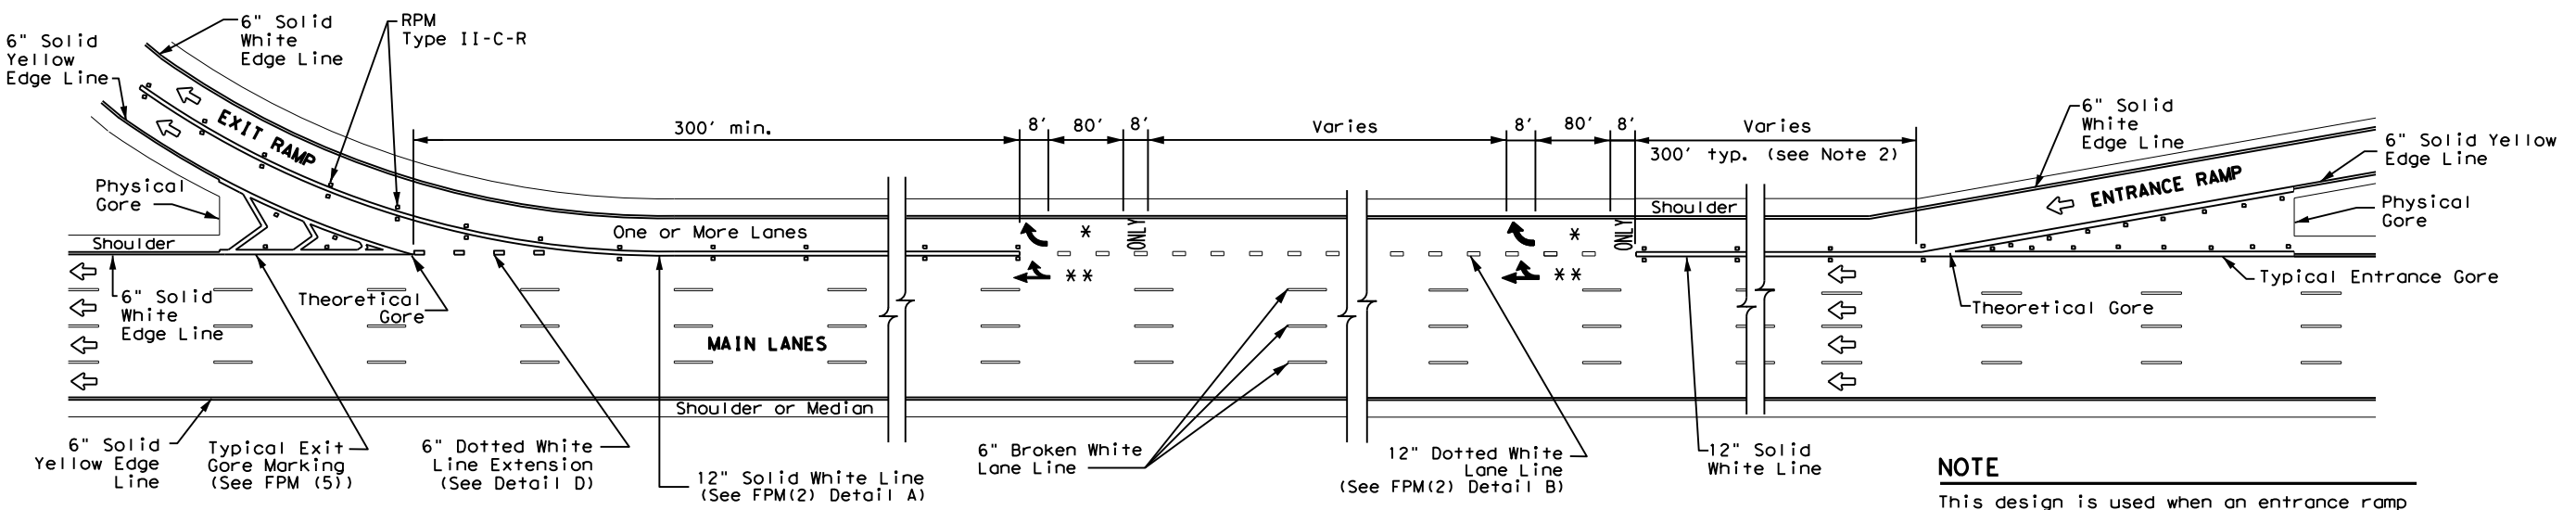 6" Solid
White
Edge Line
RPM
Type II-C-R
6" Solid
Yellow
Edge Line
EXIT RAMP
300' min.
8'
80'
8'
Varies
8'
80'
8'
Varies
300' typ. (see Note 2)
6" Solid
White
Edge Line
6" Solid Yellow
Edge Line
Physical
Gore
ENTRANCE RAMP
Physical
Gore
Shoulder
Shoulder
One or More Lanes
*
ONLY
*
ONLY
**
**
6" Solid
White
Edge Line
Theoretical
Gore
Typical Entrance Gore
Theoretical Gore
MAIN LANES
Shoulder or Median
6" Solid
Yellow Edge
Line
Typical Exit
Gore Marking
(See FPM (5))
6" Dotted White
Line Extension
(See Detail D)
12" Solid White Line
(See FPM(2) Detail A)
6" Broken White
Lane Line
12" Dotted White
Lane Line
(See FPM(2) Detail B)
12" Solid
White Line
NOTE
This design is used when an entrance ramp